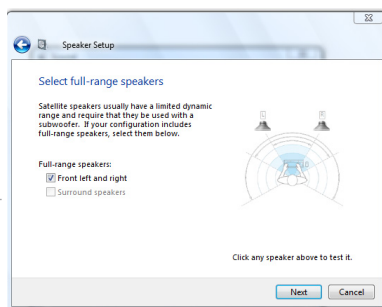 Speaker Setup
Select full-range speakers
Satellite speakers usually have a limited dynamic
range and require that they be used with a
subwoofer. If your configuration includes
full-range speakers, select them below.
Full-range speakers:
Front left and right
Surround speakers
Click any speaker above to test it.
Next
Cancel